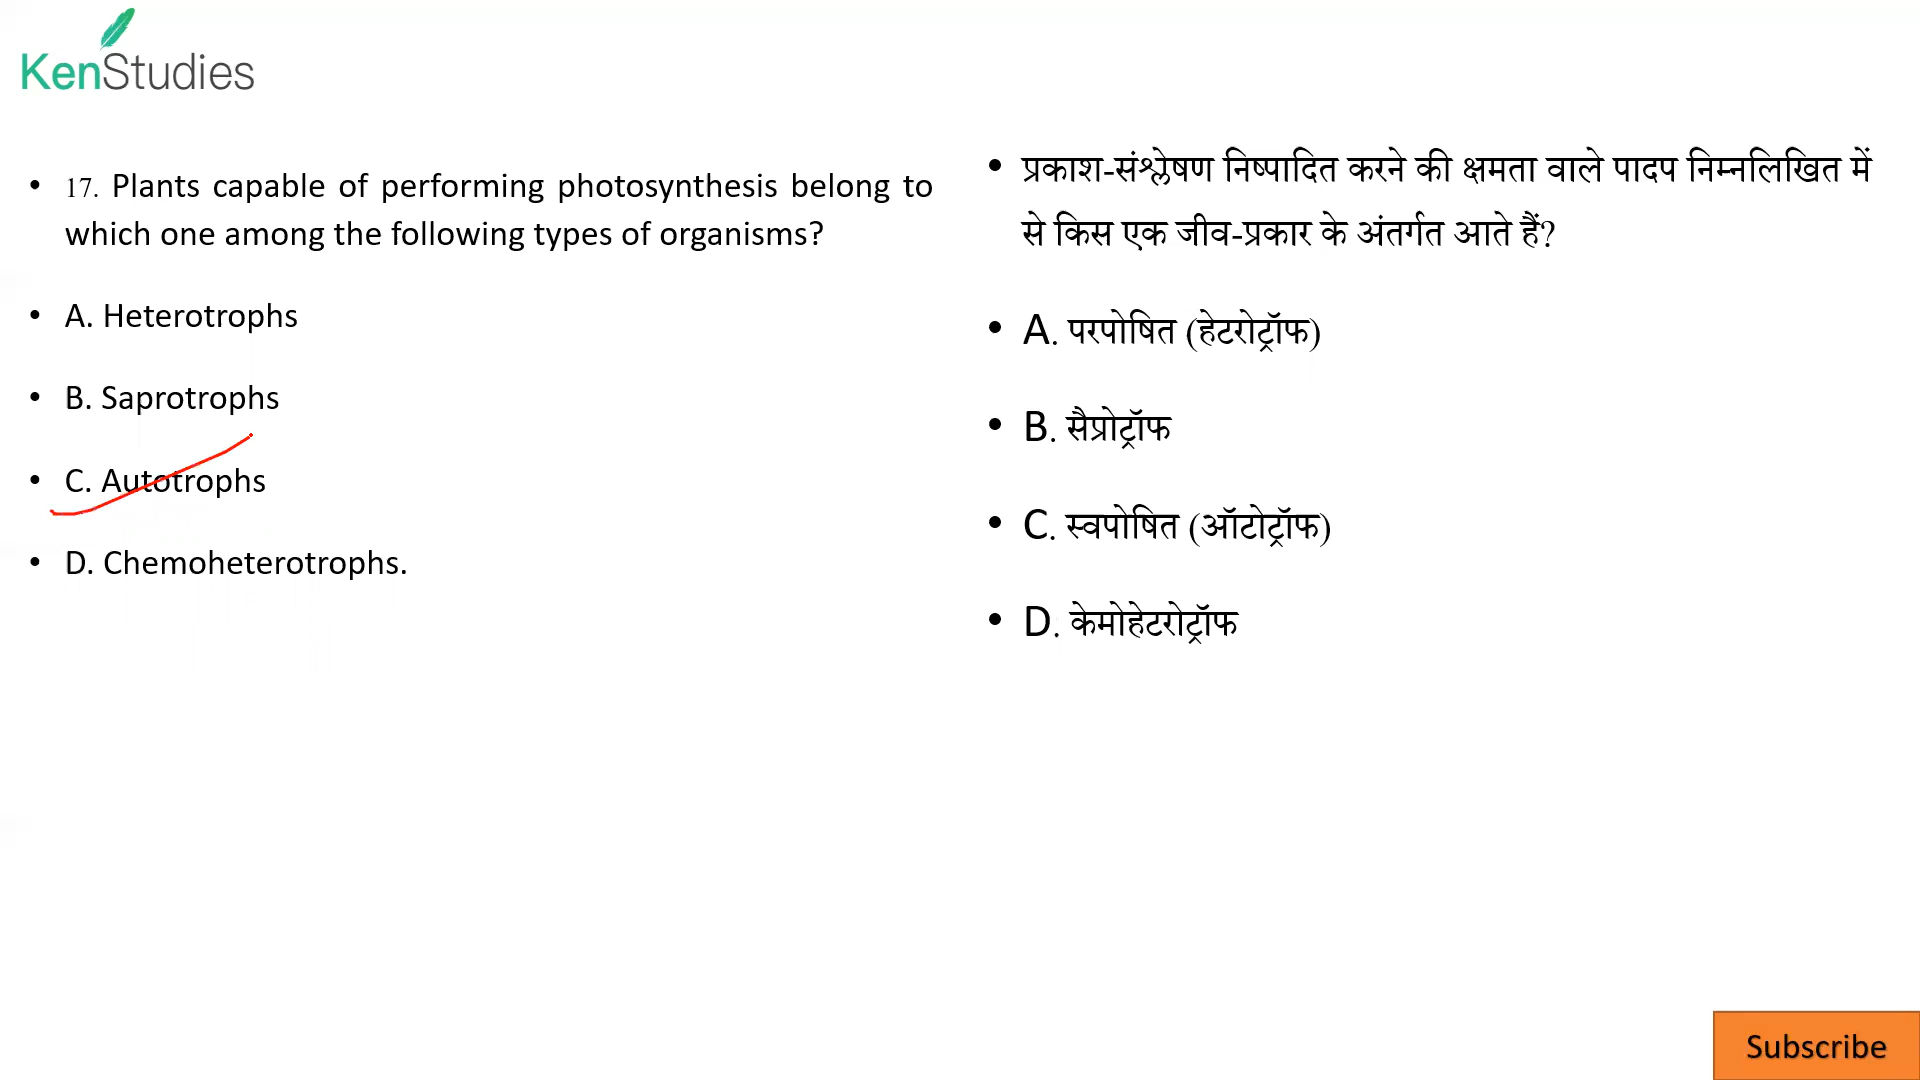 KenStudies
• 17. Plants capable of performing photosynthesis belong to
which one among the following types of organisms?
• A. Heterotrophs
• B. Saprotrophs
• C. Autotrophs
• D. Chemoheterotrophs.
• प्रकाश-संश्लेषण निष्पादित करने की क्षमता वाले पादप निम्नलिखित में
से किस एक जीव-प्रकार के अंतर्गत आते हैं?
• A. परपोषित (हेटरोट्रॉफ)
• B. सैप्रोट्रॉफ
• C. स्वपोषित (ऑटोट्रॉफ)
• D. केमोहेटरोट्रॉफ
Subscribe